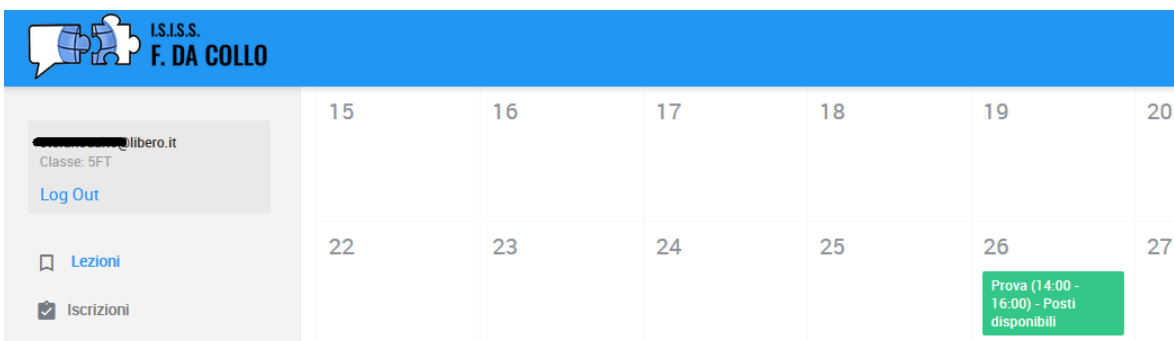 I.S.I.S.S.
F. DA COLLO
@libero.it
Classe: 5FT
Log Out
Lezioni
Iscrizioni
15 16 17 18 19 20
22 23 24 25 26 27
Prova (14:00 -
16:00) - Posti
disponibili